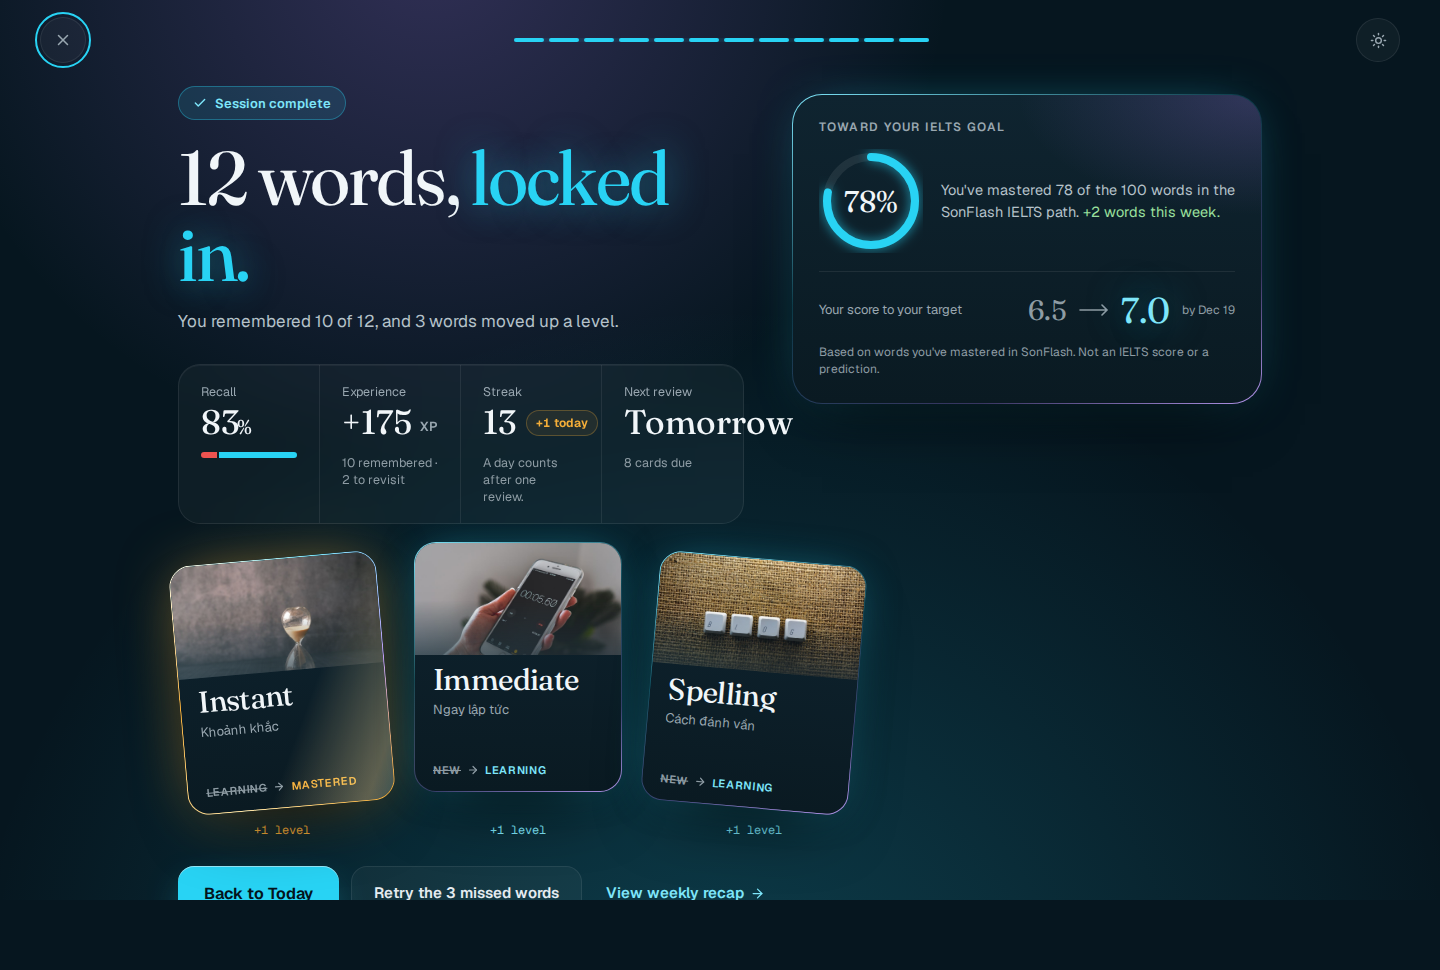 Session complete
12 words, locked
in.
You remembered 10 of 12, and 3 words moved up a level.
TOWARD YOUR IELTS GOAL
78%
You've mastered 78 of the 100 words in the
SonFlash IELTS path. +2 words this week.
Your score to your target
6.5 → 7.0 by Dec 19
Based on words you've mastered in SonFlash. Not an IELTS score or a
prediction.
Recall
83%
Experience
+175 XP
10 remembered ·
2 to revisit
Streak
13 +1 today
A day counts
after one
review.
Next review
Tomorrow
8 cards due
Instant
Khoảnh khắc
LEARNING → MASTERED
+1 level
00:05.60
Immediate
Ngay lập tức
NEW → LEARNING
+1 level
Spelling
Cách đánh vần
NEW → LEARNING
+1 level
Back to Today
Retry the 3 missed words
View weekly recap →